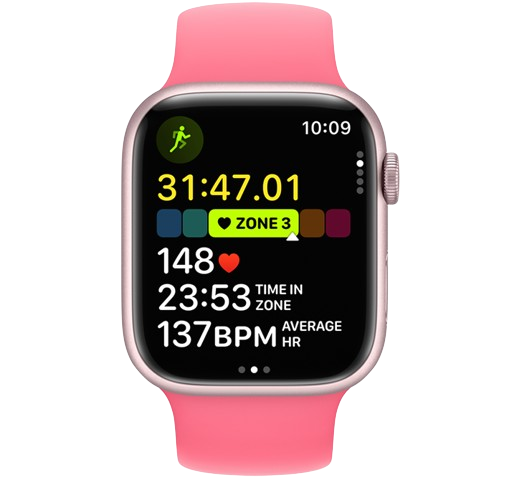 10:09
31:47.01
ZONE 3
148
23:53 TIME IN
ZONE
137BPM AVERAGE
HR